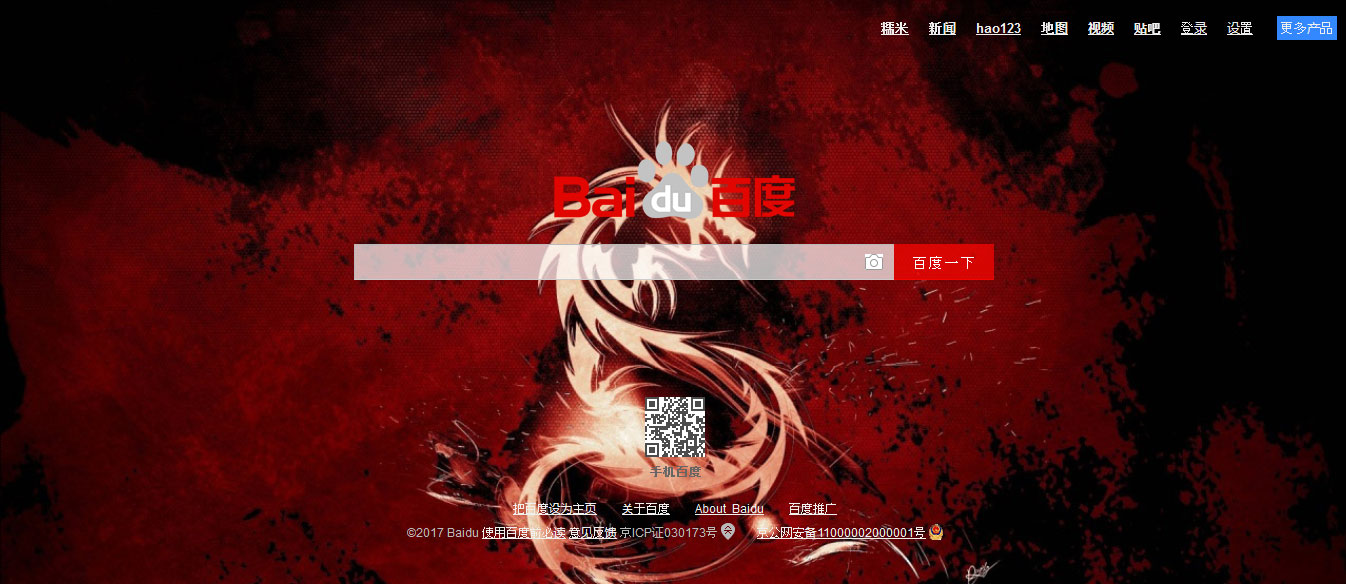 糯米 新闻 hao123 地图 视频 贴吧 登录 设置 更多产品
Bai du 百度
百度一下
手机百度
把百度设为主页 关于百度 About Baidu 百度推广
©2017 Baidu 使用百度前必读 意见反馈 京ICP证030173号 京公网安备11000002000001号